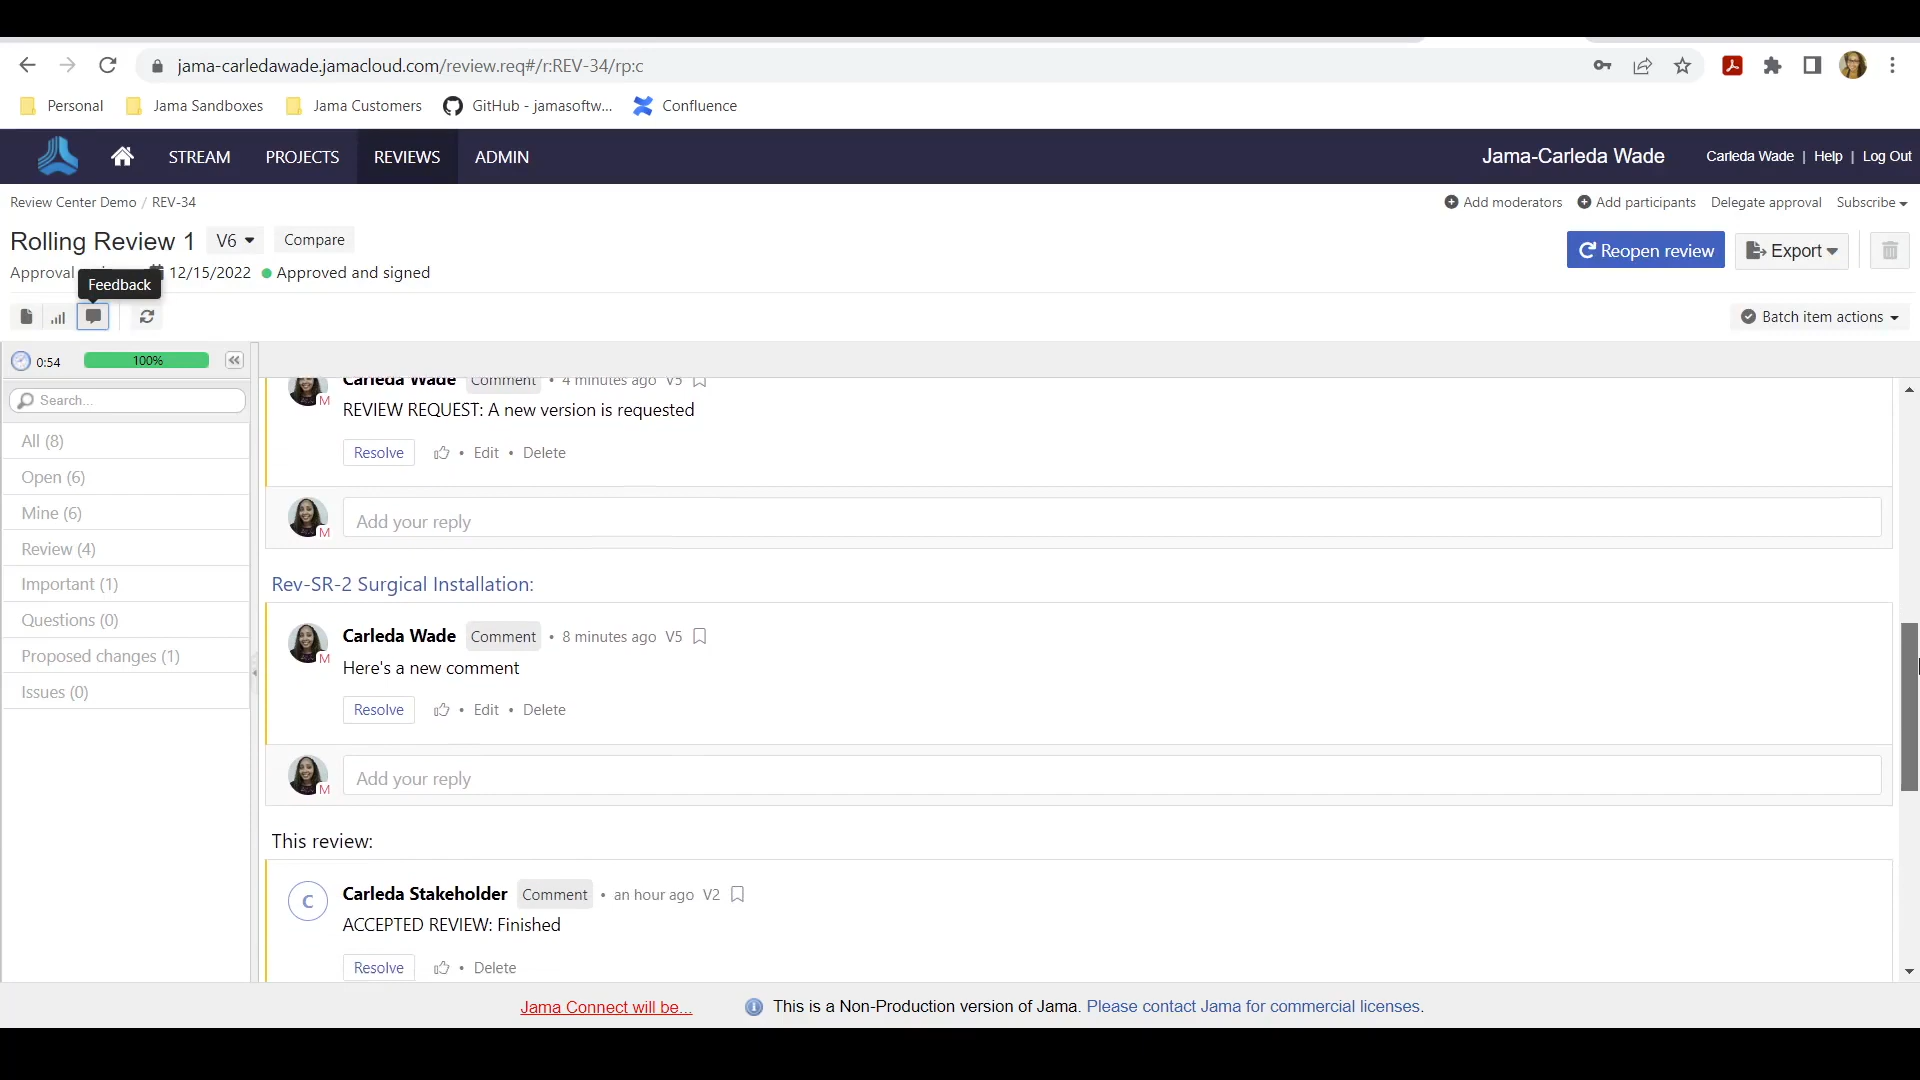 jama-carledawade.jamacloud.com/review.req#/r:REV-34/rp:c
Personal Jama Sandboxes Jama Customers GitHub - jamasoftw... Confluence
STREAM PROJECTS REVIEWS ADMIN Jama-Carleda Wade Carleda Wade | Help | Log Out
Review Center Demo / REV-34 Add moderators Add participants Delegate approval Subscribe
Rolling Review 1 V6 Compare Reopen review Export
Approval 12/15/2022 Approved and signed
Feedback
Batch item actions
0:54 100%
Search...
All (8)
Open (6)
Mine (6)
Review (4)
Important (1)
Questions (0)
Proposed changes (1)
Issues (0)
Carleda Wade Comment • 4 minutes ago V5
M
REVIEW REQUEST: A new version is requested
Resolve • Edit • Delete
M Add your reply
Rev-SR-2 Surgical Installation:
Carleda Wade Comment • 8 minutes ago V5
M
Here's a new comment
Resolve • Edit • Delete
M Add your reply
This review:
C Carleda Stakeholder Comment • an hour ago V2
ACCEPTED REVIEW: Finished
Resolve • Delete
Jama Connect will be... This is a Non-Production version of Jama. Please contact Jama for commercial licenses.